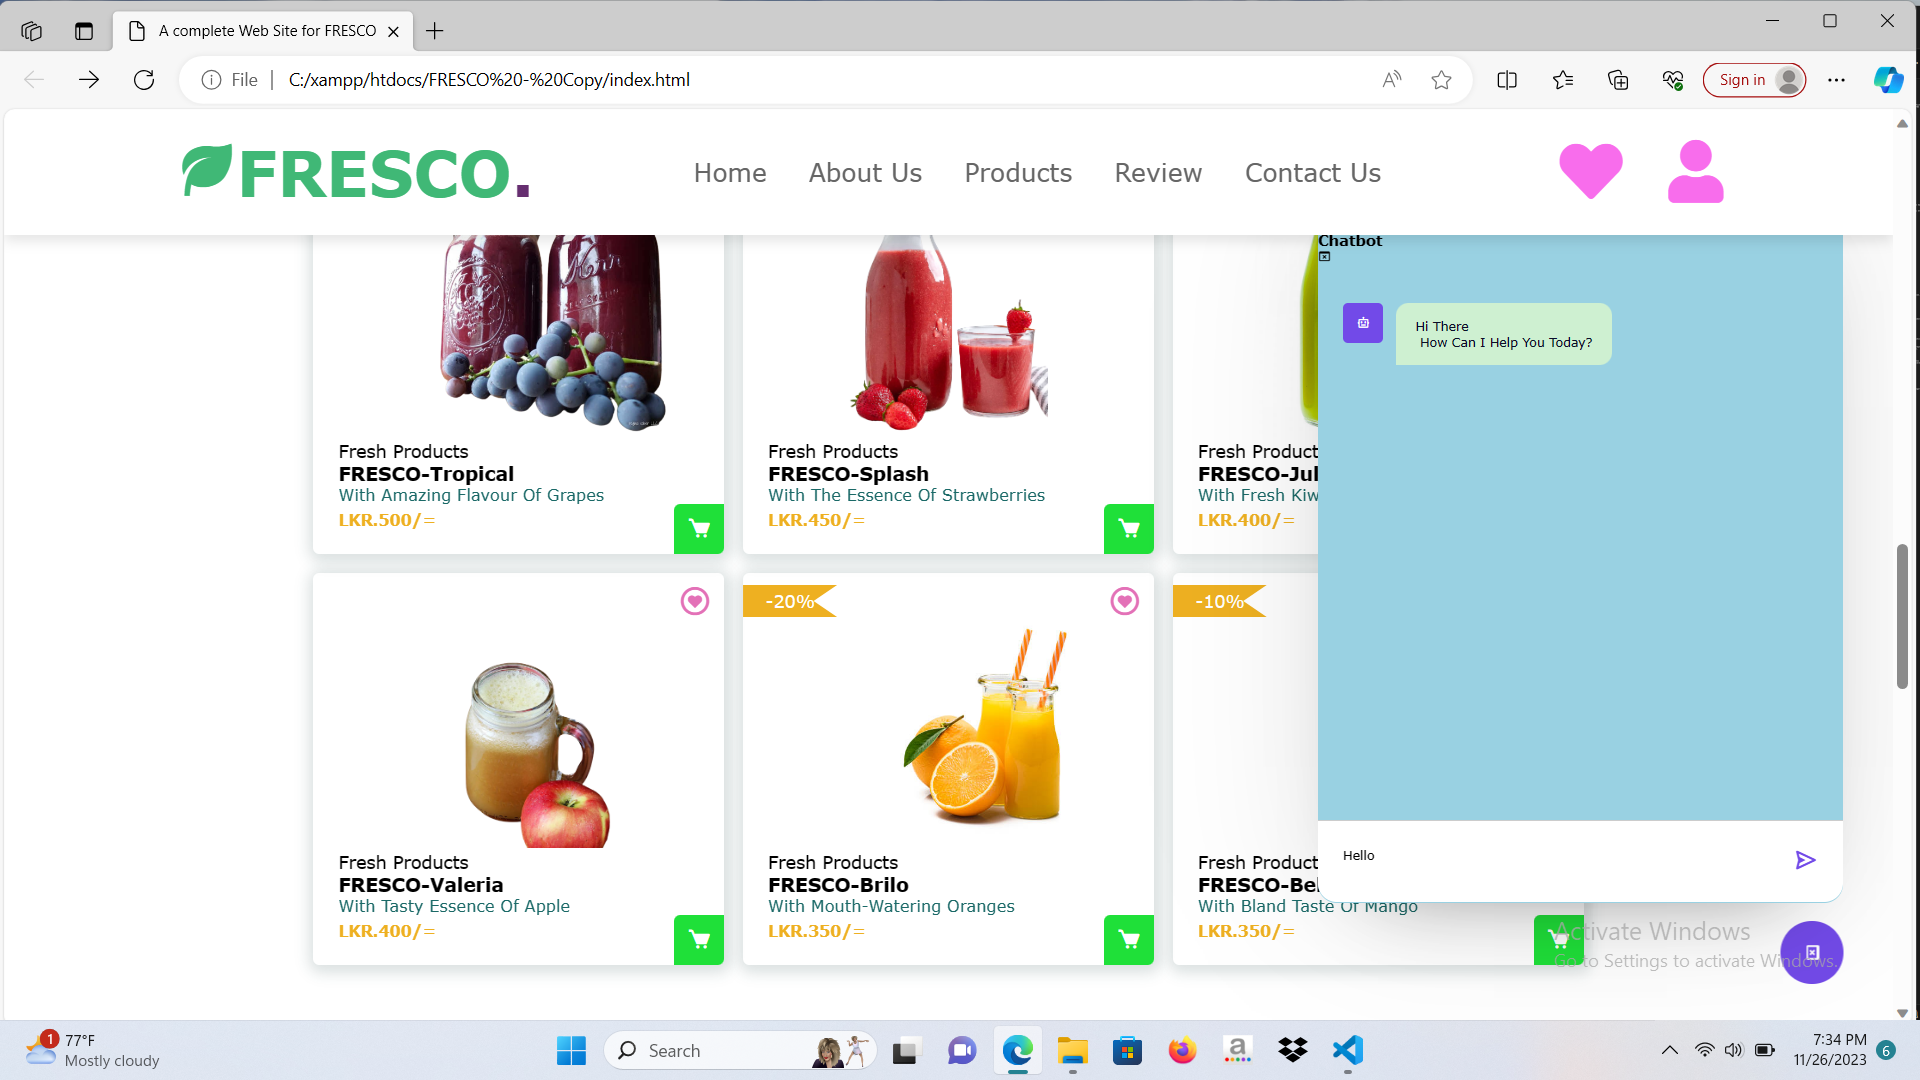 A complete Web Site for FRESCO
File
C:/xampp/htdocs/FRESCO%20-%20Copy/index.html
Sign in
FRESCO.
Home
About Us
Products
Review
Contact Us
Chatbot
Hi There
How Can I Help You Today?
Fresh Products
FRESCO-Tropical
With Amazing Flavour Of Grapes
LKR.500/=
Fresh Products
FRESCO-Splash
With The Essence Of Strawberries
LKR.450/=
Fresh Product
FRESCO-Jul
With Fresh Kiw
LKR.400/=
Fresh Products
FRESCO-Valeria
With Tasty Essence Of Apple
LKR.400/=
-20%
Fresh Products
FRESCO-Brilo
With Mouth-Watering Oranges
LKR.350/=
-10%
Fresh Product
FRESCO-Bel
With Bland Taste Of Mango
LKR.350/=
Hello
Activate Windows
Go to Settings to activate Windows.
1
77°F
Mostly cloudy
Search
7:34 PM
11/26/2023
6